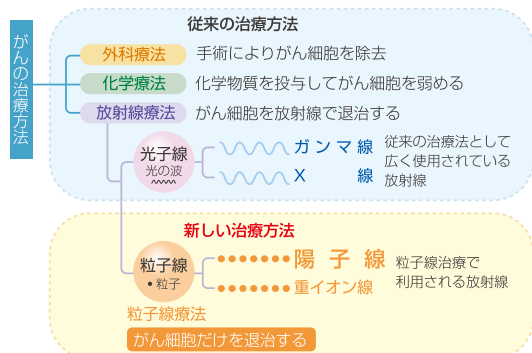 従来の治療方法
がんの治療方法
外科療法 手術によりがん細胞を除去
化学療法 化学物質を投与してがん細胞を弱める
放射線療法 がん細胞を放射線で退治する
光子線
光の波
ガンマ線
X 線
従来の治療法として
広く使用されている
放射線
新しい治療方法
粒子線
・粒子
陽子線
重イオン線
粒子線治療で
利用される放射線
粒子線療法
がん細胞だけを退治する